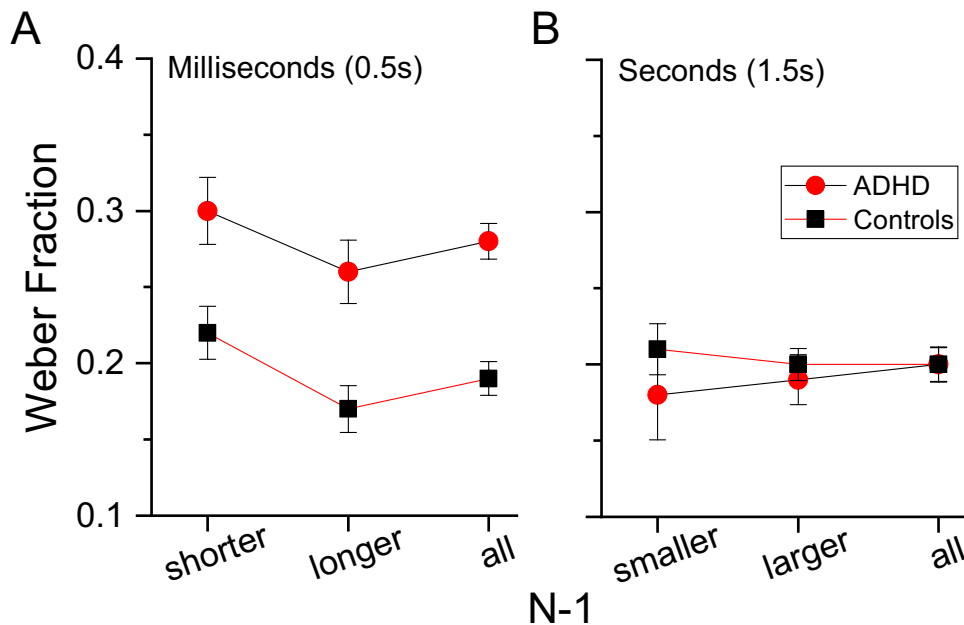 A
Milliseconds (0.5s)
B
Seconds (1.5s)
ADHD
Controls
Weber Fraction
0.4
0.3
0.2
0.1
shorter
longer
all
smaller
larger
all
N-1